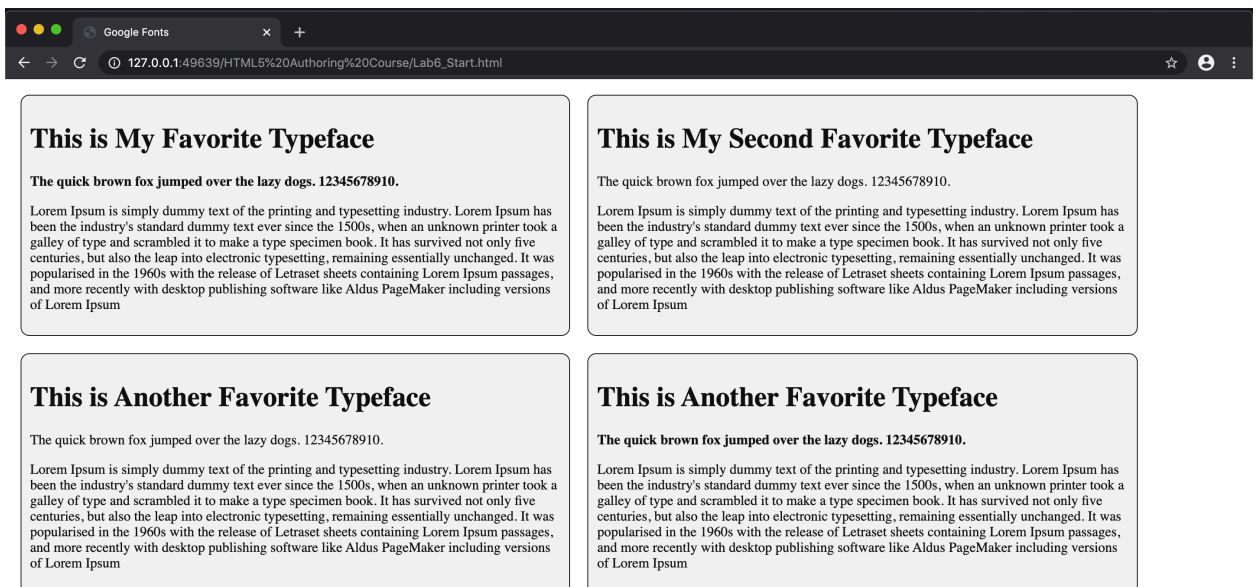 Google Fonts
127.0.0.1:49639/HTML5%20Authoring%20Course/Lab6_Start.html
This is My Favorite Typeface
The quick brown fox jumped over the lazy dogs. 12345678910.
Lorem Ipsum is simply dummy text of the printing and typesetting industry. Lorem Ipsum has
been the industry's standard dummy text ever since the 1500s, when an unknown printer took a
galley of type and scrambled it to make a type specimen book. It has survived not only five
centuries, but also the leap into electronic typesetting, remaining essentially unchanged. It was
popularised in the 1960s with the release of Letraset sheets containing Lorem Ipsum passages,
and more recently with desktop publishing software like Aldus PageMaker including versions
of Lorem Ipsum
This is My Second Favorite Typeface
The quick brown fox jumped over the lazy dogs. 12345678910.
Lorem Ipsum is simply dummy text of the printing and typesetting industry. Lorem Ipsum has
been the industry's standard dummy text ever since the 1500s, when an unknown printer took a
galley of type and scrambled it to make a type specimen book. It has survived not only five
centuries, but also the leap into electronic typesetting, remaining essentially unchanged. It was
popularised in the 1960s with the release of Letraset sheets containing Lorem Ipsum passages,
and more recently with desktop publishing software like Aldus PageMaker including versions
of Lorem Ipsum
This is Another Favorite Typeface
The quick brown fox jumped over the lazy dogs. 12345678910.
Lorem Ipsum is simply dummy text of the printing and typesetting industry. Lorem Ipsum has
been the industry's standard dummy text ever since the 1500s, when an unknown printer took a
galley of type and scrambled it to make a type specimen book. It has survived not only five
centuries, but also the leap into electronic typesetting, remaining essentially unchanged. It was
popularised in the 1960s with the release of Letraset sheets containing Lorem Ipsum passages,
and more recently with desktop publishing software like Aldus PageMaker including versions
of Lorem Ipsum
This is Another Favorite Typeface
The quick brown fox jumped over the lazy dogs. 12345678910.
Lorem Ipsum is simply dummy text of the printing and typesetting industry. Lorem Ipsum has
been the industry's standard dummy text ever since the 1500s, when an unknown printer took a
galley of type and scrambled it to make a type specimen book. It has survived not only five
centuries, but also the leap into electronic typesetting, remaining essentially unchanged. It was
popularised in the 1960s with the release of Letraset sheets containing Lorem Ipsum passages,
and more recently with desktop publishing software like Aldus PageMaker including versions
of Lorem Ipsum